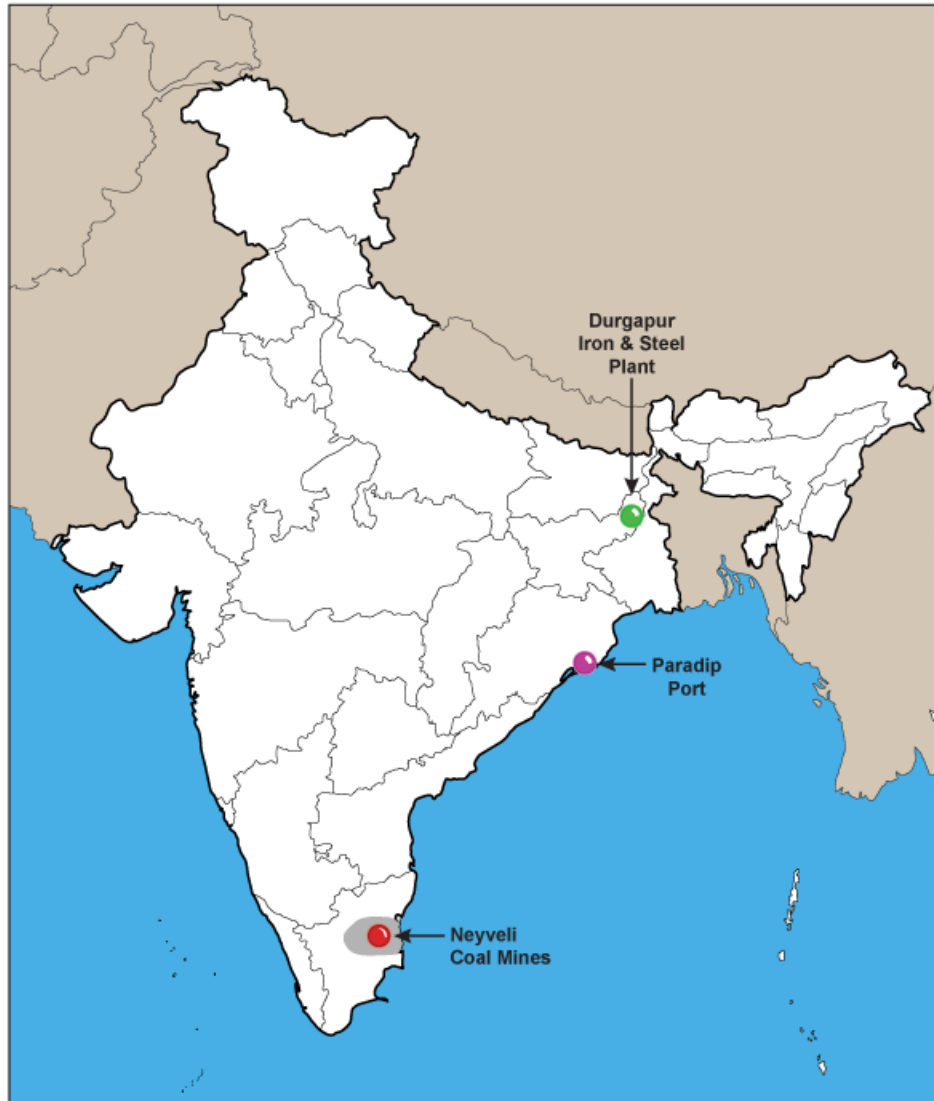 Durgapur
Iron & Steel
Plant
Paradip
Port
Neyveli
Coal Mines